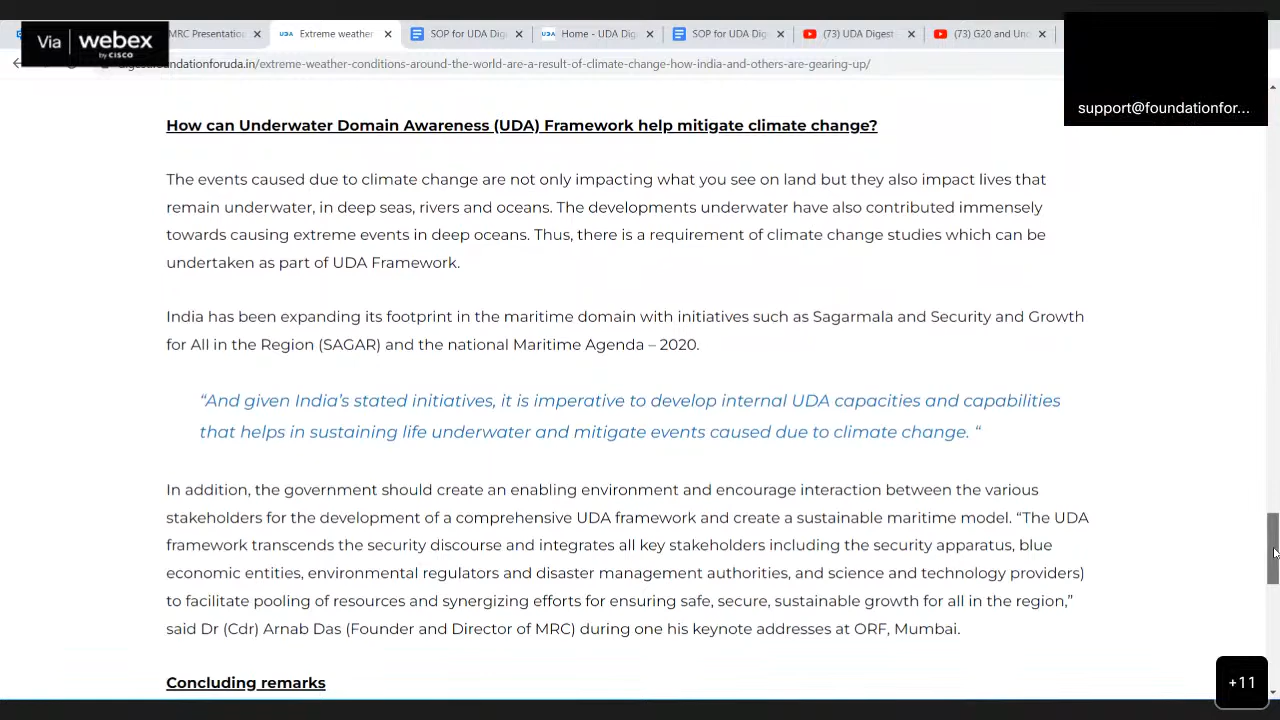 Via webex
by CISCO
MRC Presentatio
Extreme weather
SOP for UDA Dig
Home - UDA Dig
SOP for UDA Dig
(73) UDA Digest
(73) G20 and Un
foundationforuda.in/extreme-weather-conditions-around-the-world-are-a-result-of-climate-change-how-india-and-others-are-gearing-up/
support@foundationfor...
How can Underwater Domain Awareness (UDA) Framework help mitigate climate change?
The events caused due to climate change are not only impacting what you see on land but they also impact lives that
remain underwater, in deep seas, rivers and oceans. The developments underwater have also contributed immensely
towards causing extreme events in deep oceans. Thus, there is a requirement of climate change studies which can be
undertaken as part of UDA Framework.
India has been expanding its footprint in the maritime domain with initiatives such as Sagarmala and Security and Growth
for All in the Region (SAGAR) and the national Maritime Agenda – 2020.
“And given India’s stated initiatives, it is imperative to develop internal UDA capacities and capabilities
that helps in sustaining life underwater and mitigate events caused due to climate change. “
In addition, the government should create an enabling environment and encourage interaction between the various
stakeholders for the development of a comprehensive UDA framework and create a sustainable maritime model. “The UDA
framework transcends the security discourse and integrates all key stakeholders including the security apparatus, blue
economic entities, environmental regulators and disaster management authorities, and science and technology providers)
to facilitate pooling of resources and synergizing efforts for ensuring safe, secure, sustainable growth for all in the region,”
said Dr (Cdr) Arnab Das (Founder and Director of MRC) during one his keynote addresses at ORF, Mumbai.
Concluding remarks
+11